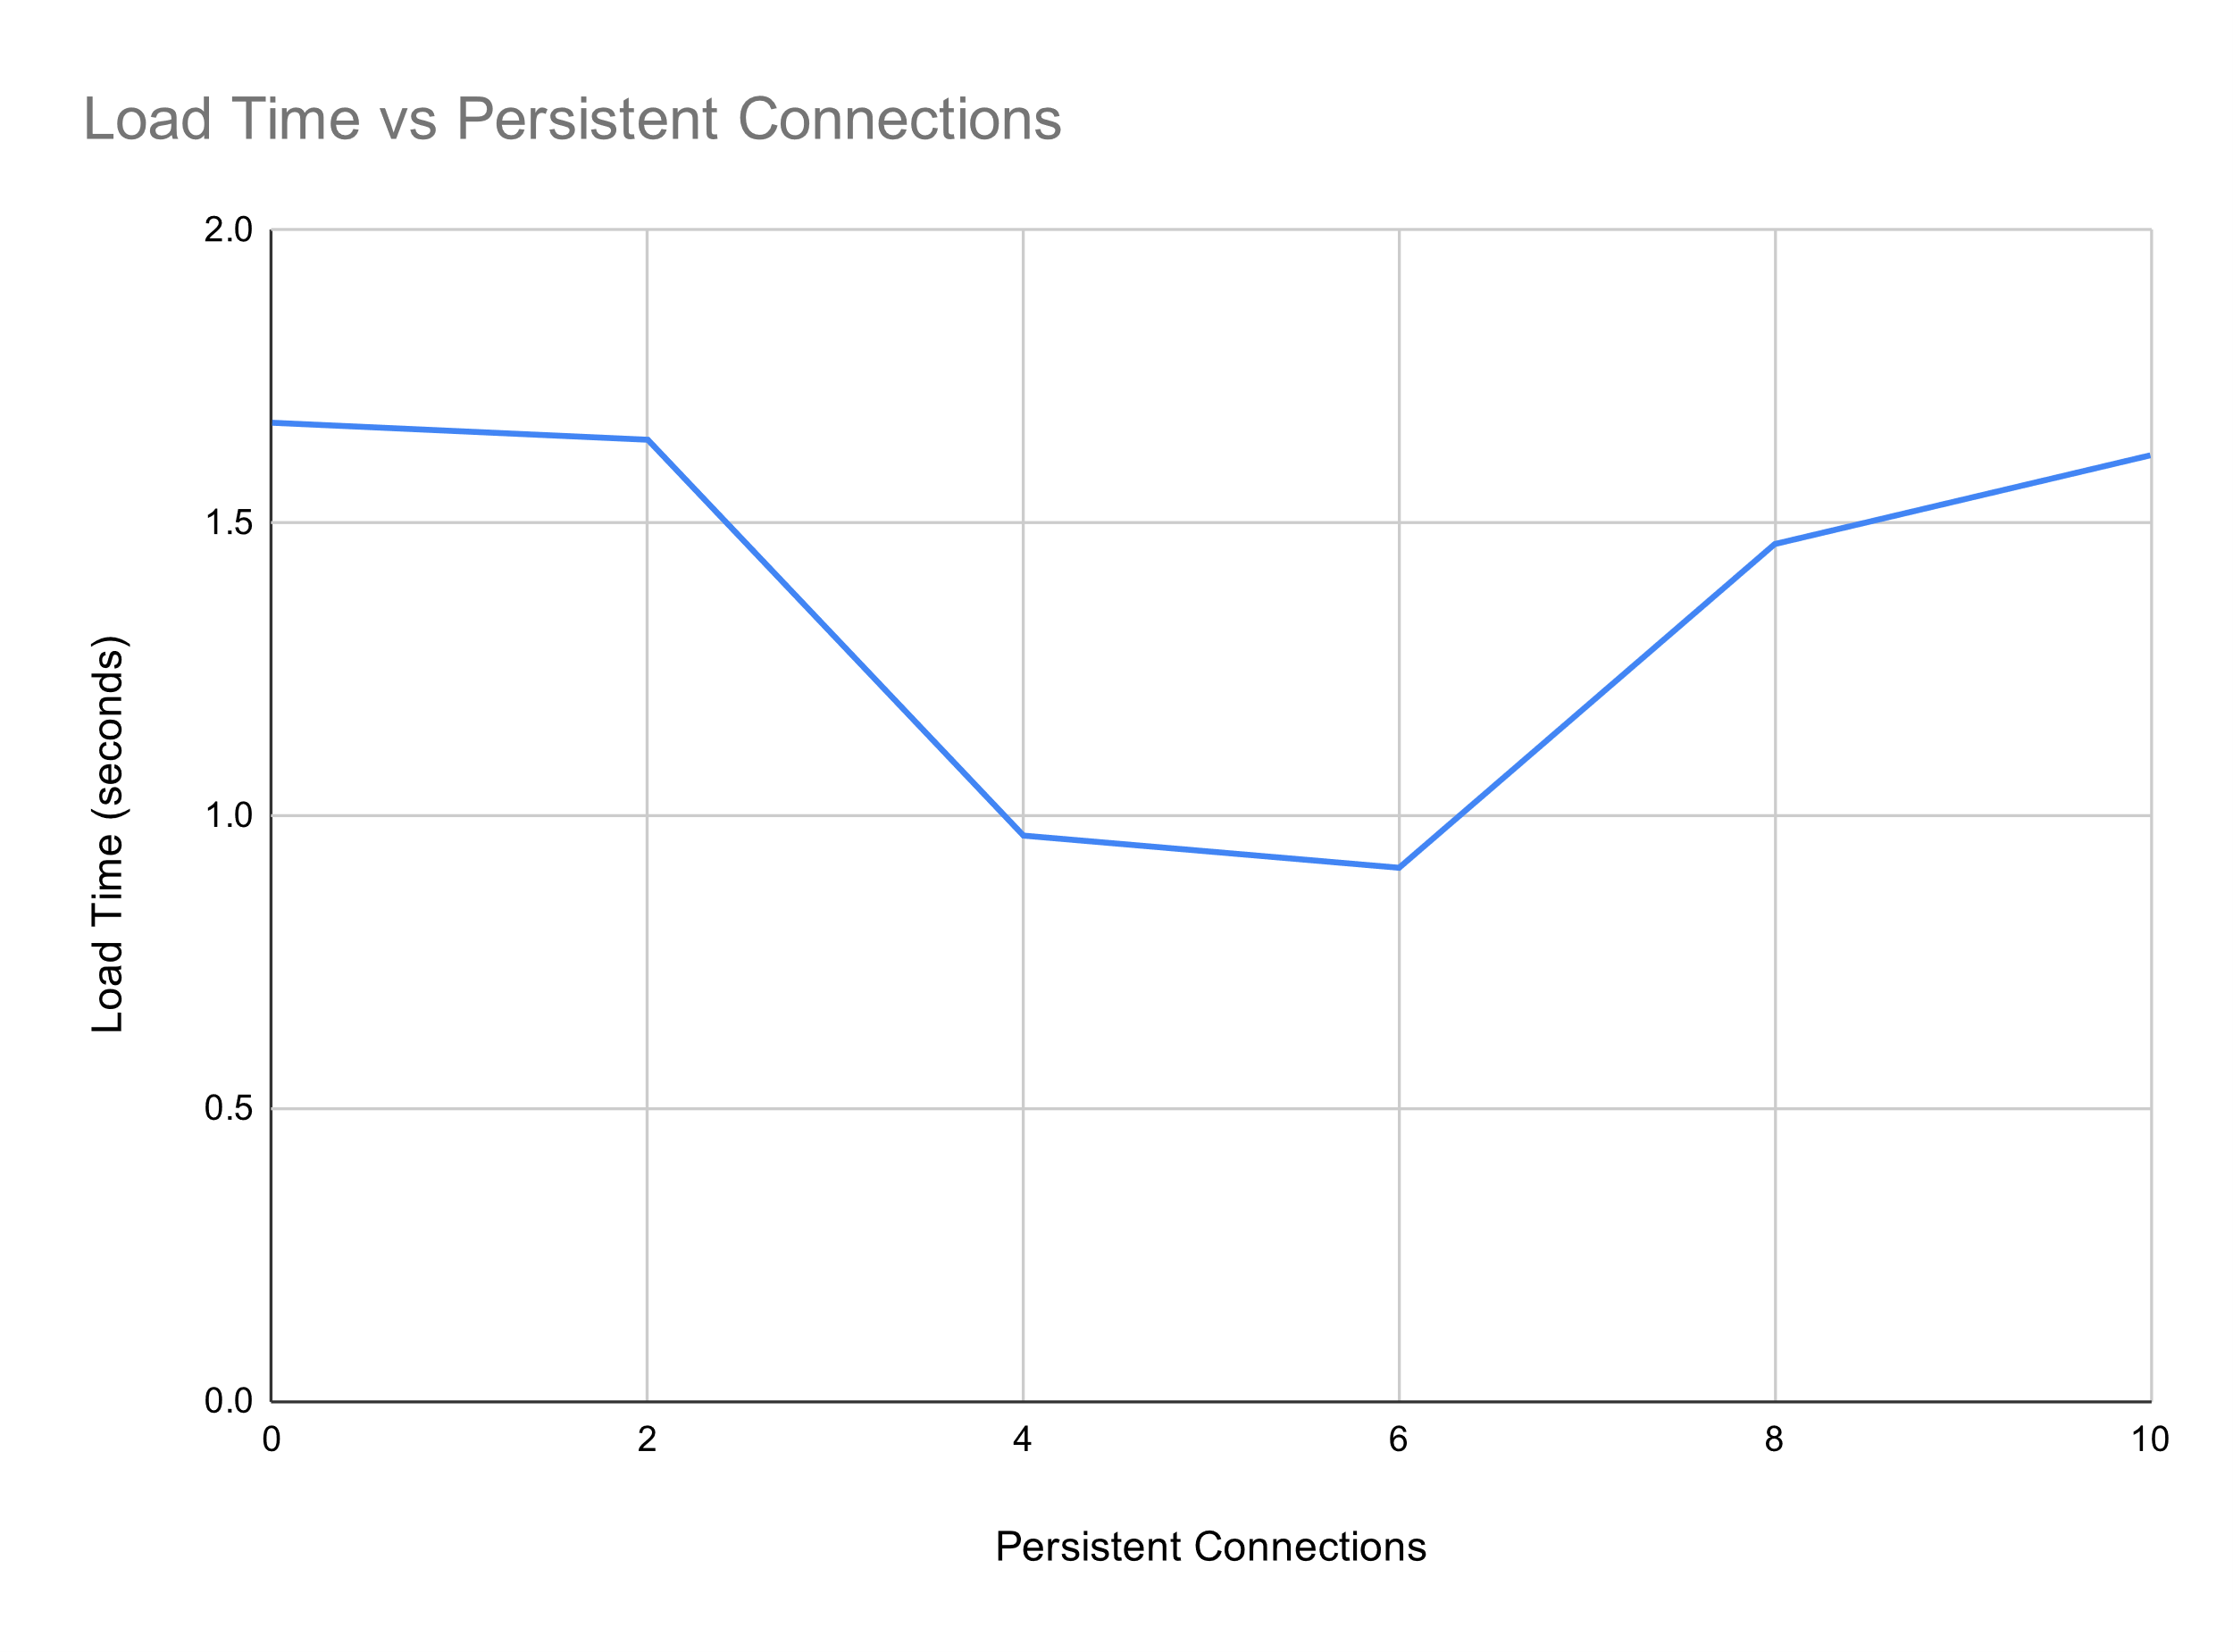 Load Time vs Persistent Connections
2.0
1.5
1.0
0.5
0.0
Load Time (seconds)
0 2 4 6 8 10
Persistent Connections